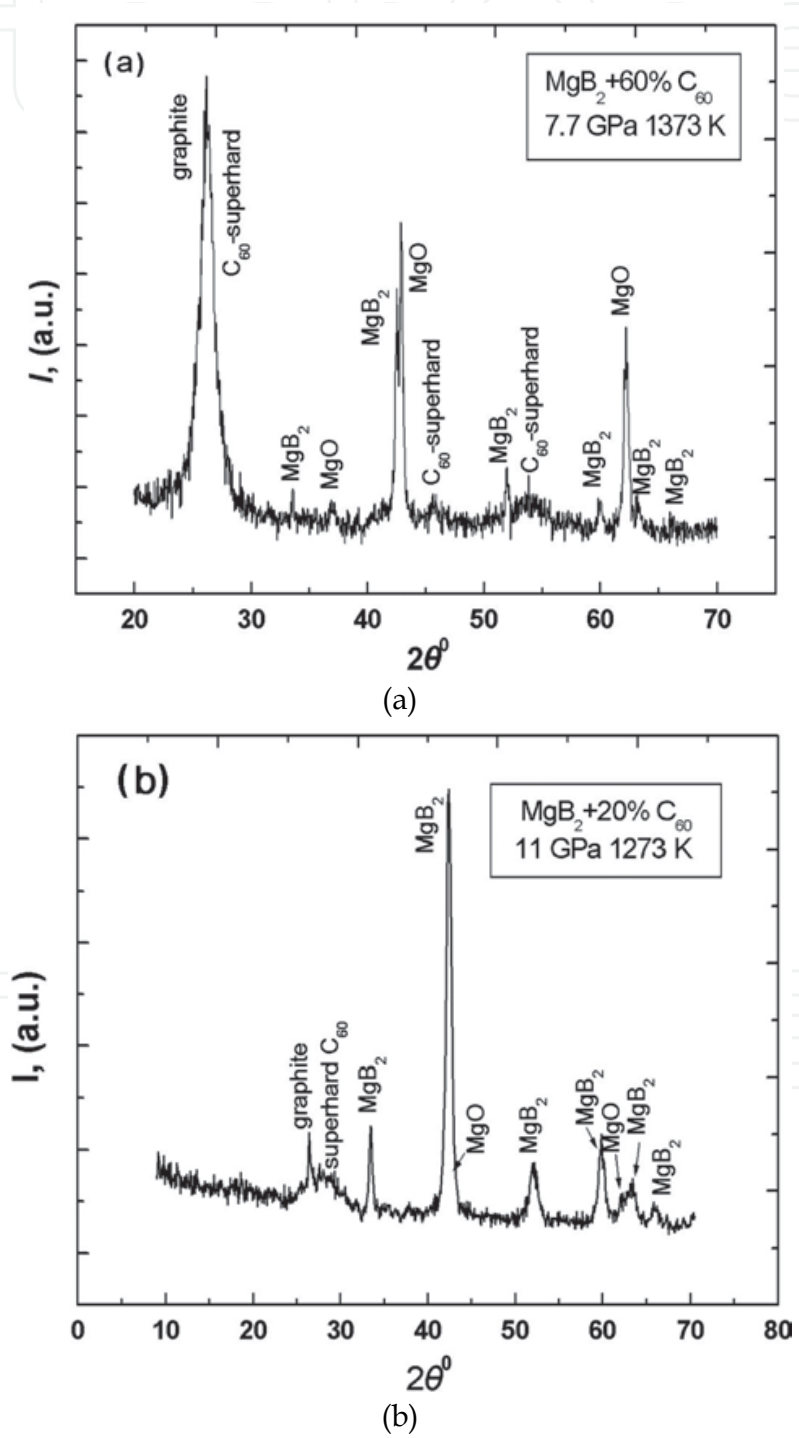 (a)
MgB2+60% C60
7.7 GPa 1373 K
graphite
C60-superhard
MgB2
MgO
MgB2
MgO
C60-superhard
MgB2
C60-superhard
MgB2
MgO
MgB2
MgB2
I, (a.u.)
20 30 40 50 60 70
2θ0
(a)
(b)
MgB2+20% C60
11 GPa 1273 K
graphite
superhard C60
MgB2
MgB2
MgO
MgB2
MgB2
MgO
MgB2
MgB2
I, (a.u.)
0 10 20 30 40 50 60 70 80
2θ0
(b)